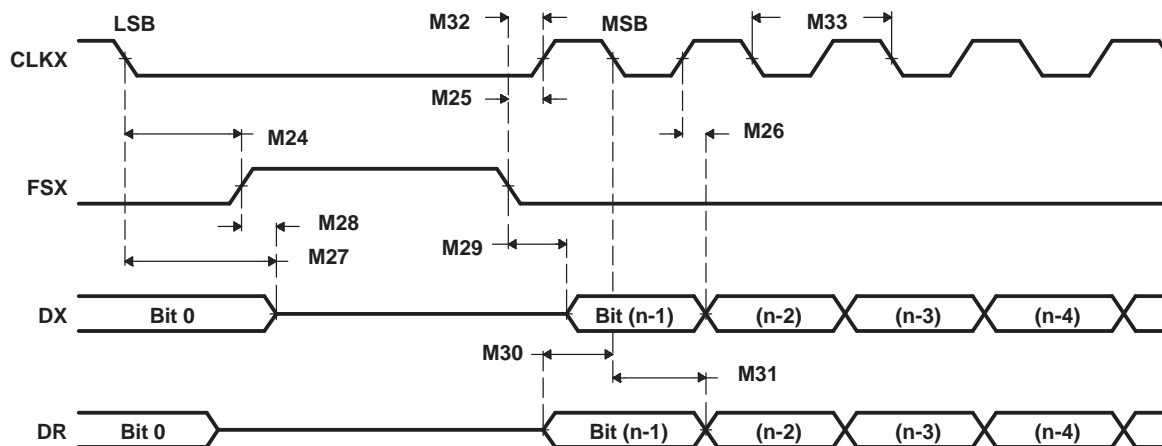 LSB
M32
MSB
M33
CLKX
M25
M24
M26
FSX
M28
M29
M27
DX
Bit 0
Bit (n-1)
(n-2)
(n-3)
(n-4)
M30
M31
DR
Bit 0
Bit (n-1)
(n-2)
(n-3)
(n-4)